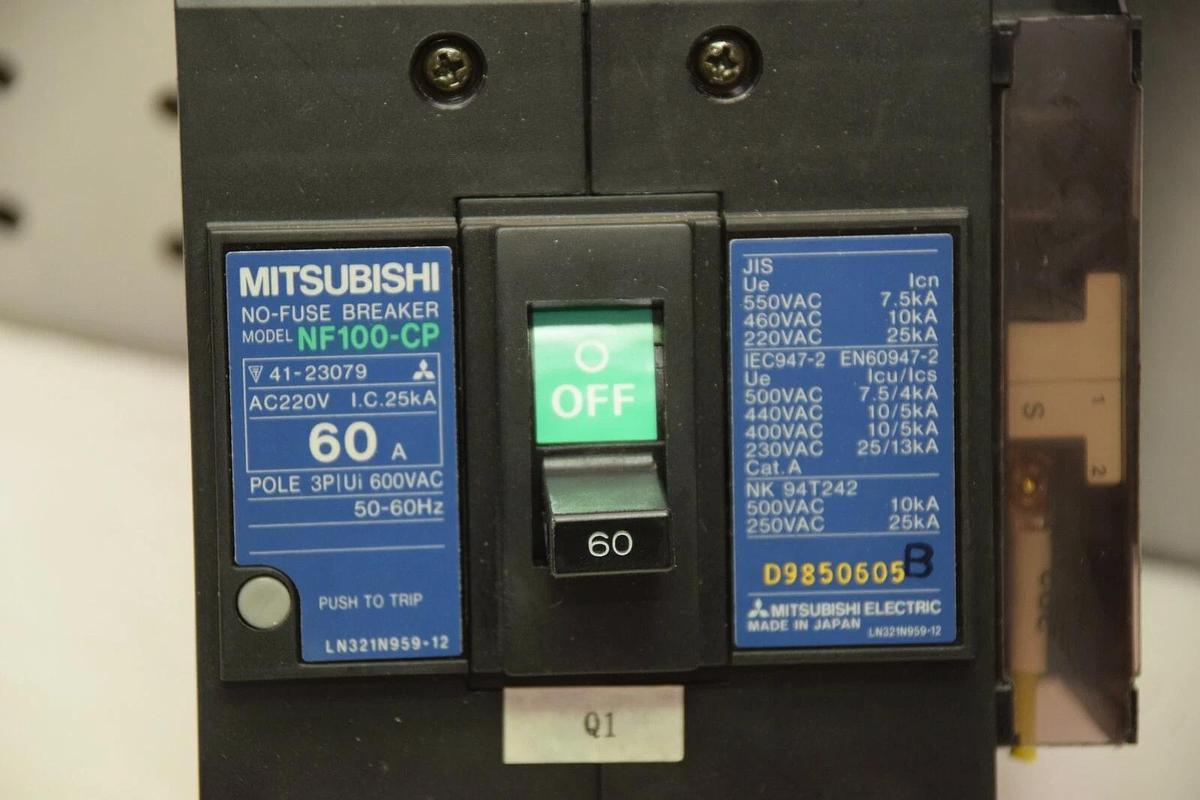 MITSUBISHI
NO-FUSE BREAKER
MODEL NF100-CP
41-23079
AC220V I.C.25kA
60 A
POLE 3P Ui 600VAC
50-60Hz
PUSH TO TRIP
LN321N959-12
O
OFF
60
Q1
JIS
Ue Icn
550VAC 7.5kA
460VAC 10kA
220VAC 25kA
IEC947-2 EN60947-2
Ue Icu/Ics
500VAC 7.5/4kA
440VAC 10/5kA
400VAC 10/5kA
230VAC 25/13kA
Cat.A
NK 94T242
500VAC 10kA
250VAC 25kA
D9850605B
MITSUBISHI ELECTRIC
MADE IN JAPAN LN321N959-12
1
S
2